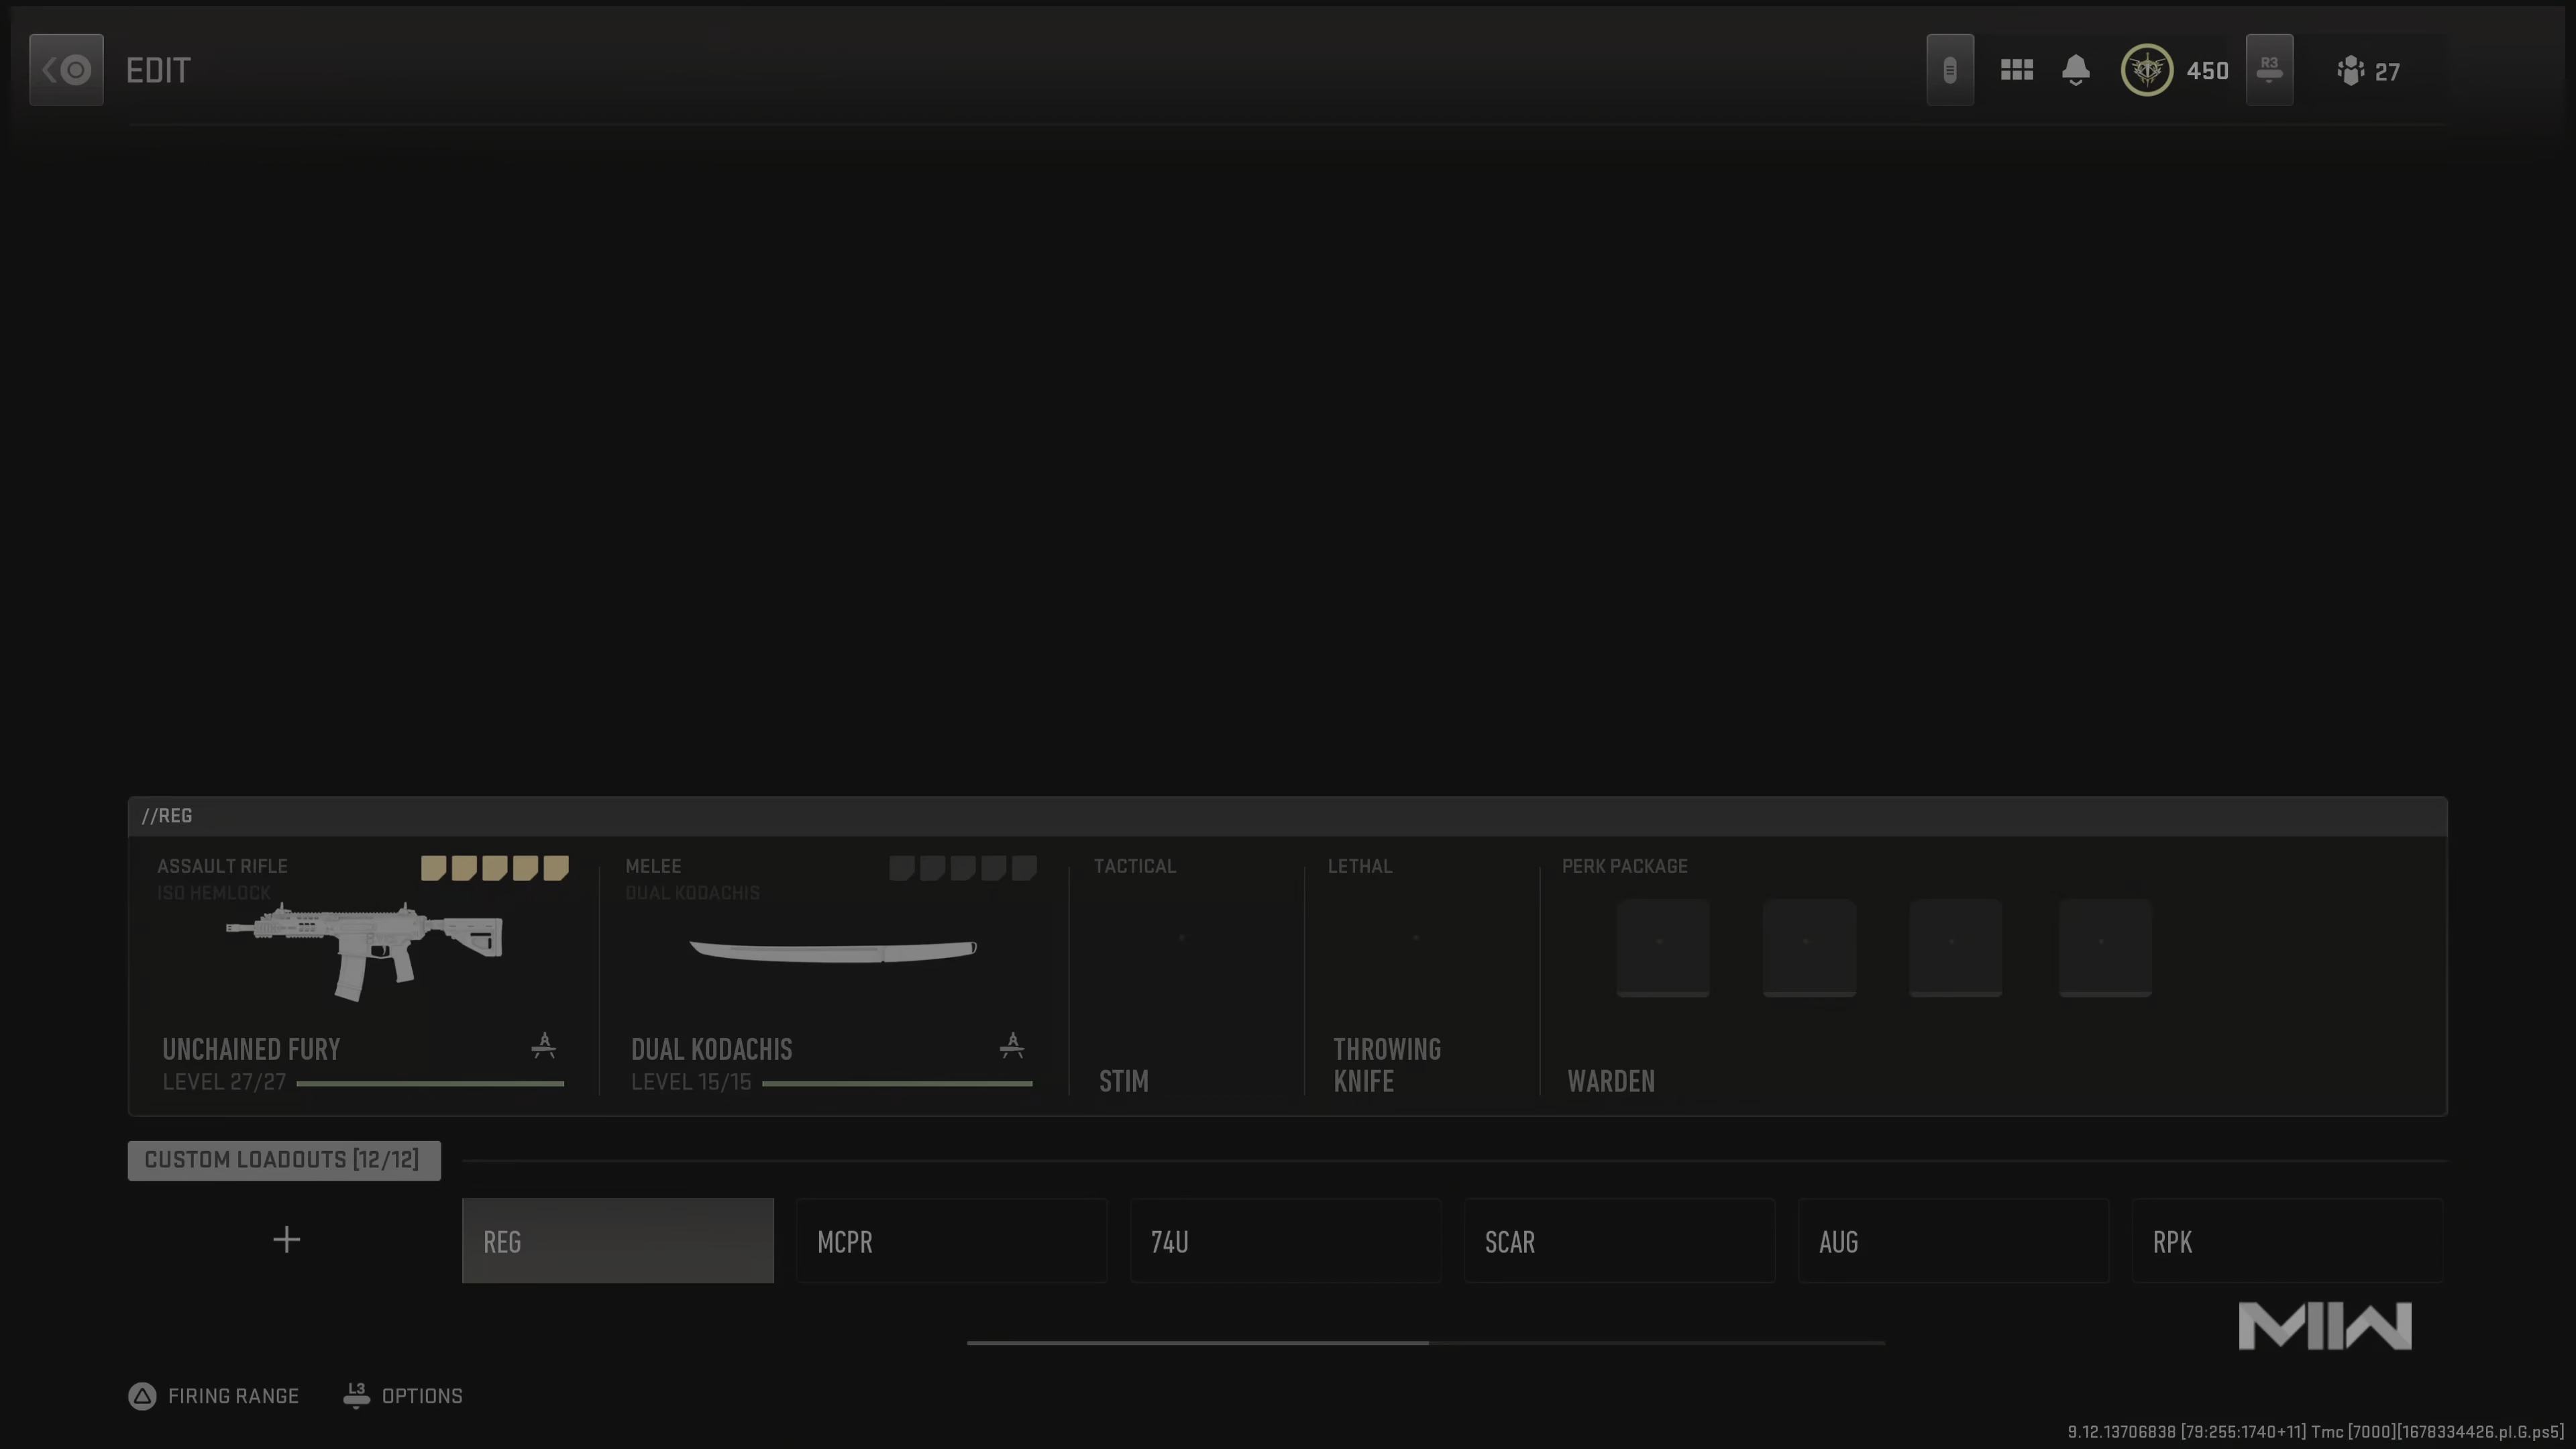 EDIT
450
R3
27
//REG
ASSAULT RIFLE
ISO HEMLOCK
UNCHAINED FURY
LEVEL 27/27
MELEE
DUAL KODACHIS
DUAL KODACHIS
LEVEL 15/15
TACTICAL
STIM
LETHAL
THROWING
KNIFE
PERK PACKAGE
WARDEN
CUSTOM LOADOUTS [12/12]
+
REG
MCPR
74U
SCAR
AUG
RPK
MIIW
FIRING RANGE
L3
OPTIONS
9.12.13706838 [79:255:1740+11] Tmc [7000][1678334426.pl.G.ps5]